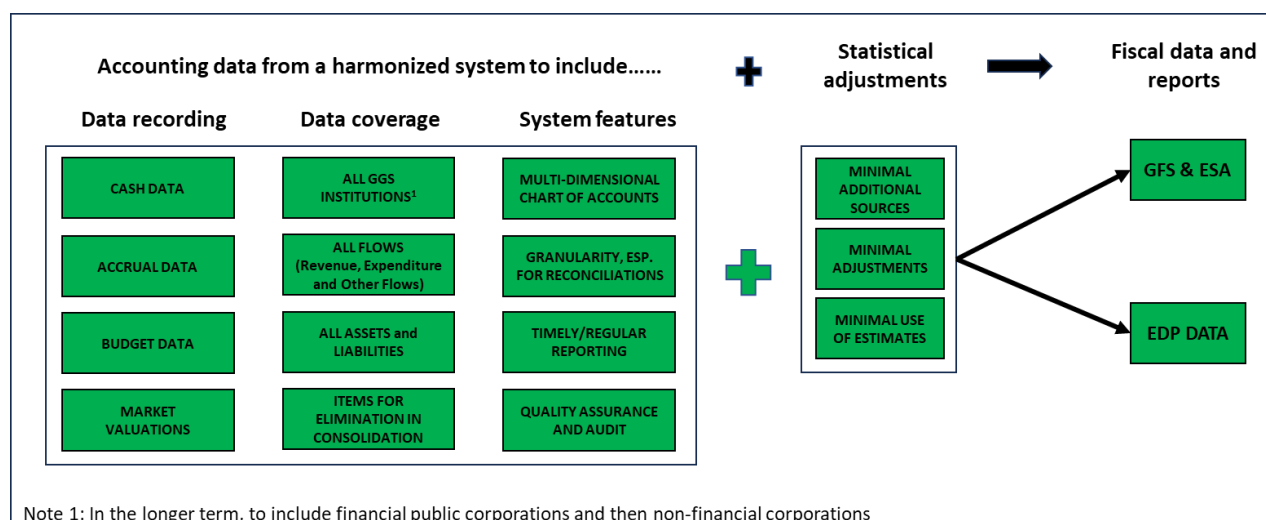 Accounting data from a harmonized system to include......
Statistical
adjustments
Fiscal data and
reports
Data recording
Data coverage
System features
CASH DATA
ALL GGS
INSTITUTIONS¹
MULTI-DIMENSIONAL
CHART OF ACCOUNTS
ACCRUAL DATA
ALL FLOWS
(Revenue, Expenditure
and Other Flows)
GRANULARITY, ESP.
FOR RECONCILIATIONS
BUDGET DATA
ALL ASSETS and
LIABILITIES
TIMELY/REGULAR
REPORTING
MARKET
VALUATIONS
ITEMS FOR
ELIMINATION IN
CONSOLIDATION
QUALITY ASSURANCE
AND AUDIT
MINIMAL
ADDITIONAL
SOURCES
MINIMAL
ADJUSTMENTS
MINIMAL USE
OF ESTIMATES
GFS & ESA
EDP DATA
Note 1: In the longer term, to include financial public corporations and then non-financial corporations